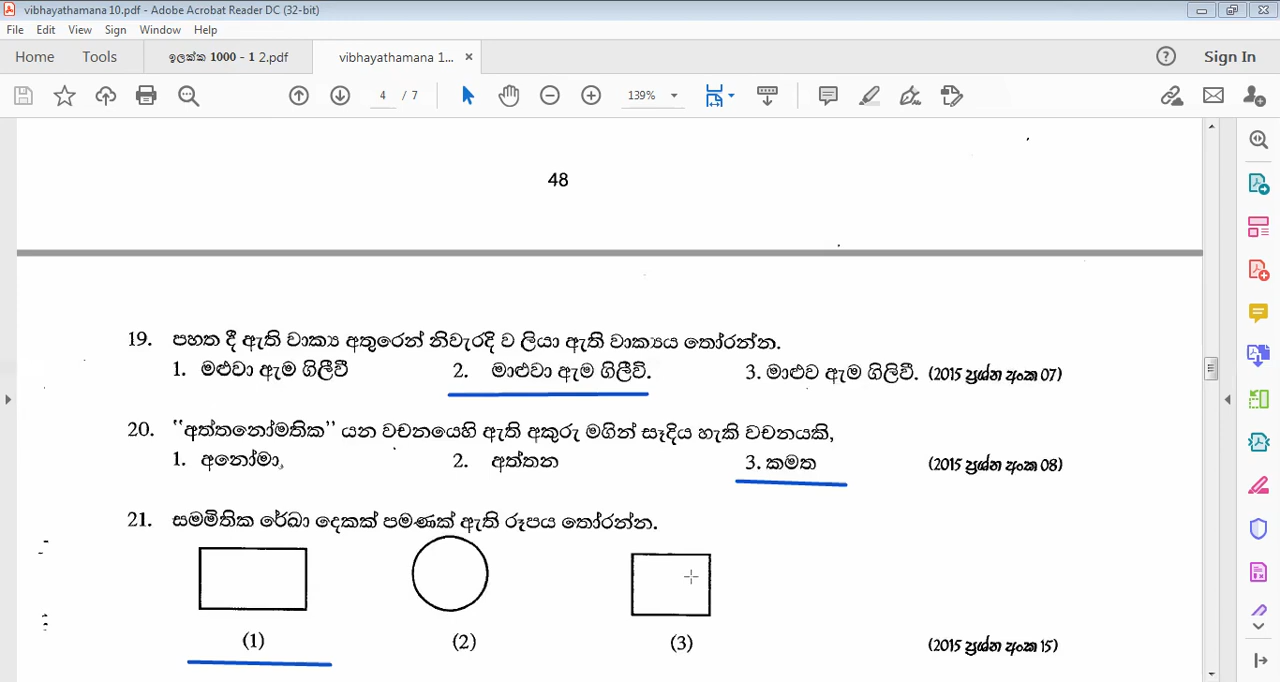 vibhayathamana 10.pdf - Adobe Acrobat Reader DC (32-bit)
File Edit View Sign Window Help
Home Tools ඉලක්ක 1000 - 1 2.pdf vibhayathamana 1... × Sign In
4 / 7 139%
48
19. පහත දී ඇති වාක්‍ය අතුරෙන් නිවැරදි ව ලියා ඇති වාක්‍යය තෝරන්න.
1. මළුවා ඇම ගිලීවී 2. මාළුවා ඇම ගිලීවි. 3. මාළුව ඇම ගිලිවී. (2015 ප්‍රශ්න අංක 07)
20. “අත්තනෝමතික” යන වචනයෙහි ඇති අකුරු මගින් සෑදිය හැකි වචනයකි,
1. අනෝමා, 2. අත්තන 3. කමත (2015 ප්‍රශ්න අංක 08)
21. සමමිතික රේඛා දෙකක් පමණක් ඇති රූපය තෝරන්න.
(1) (2) (3) (2015 ප්‍රශ්න අංක 15)